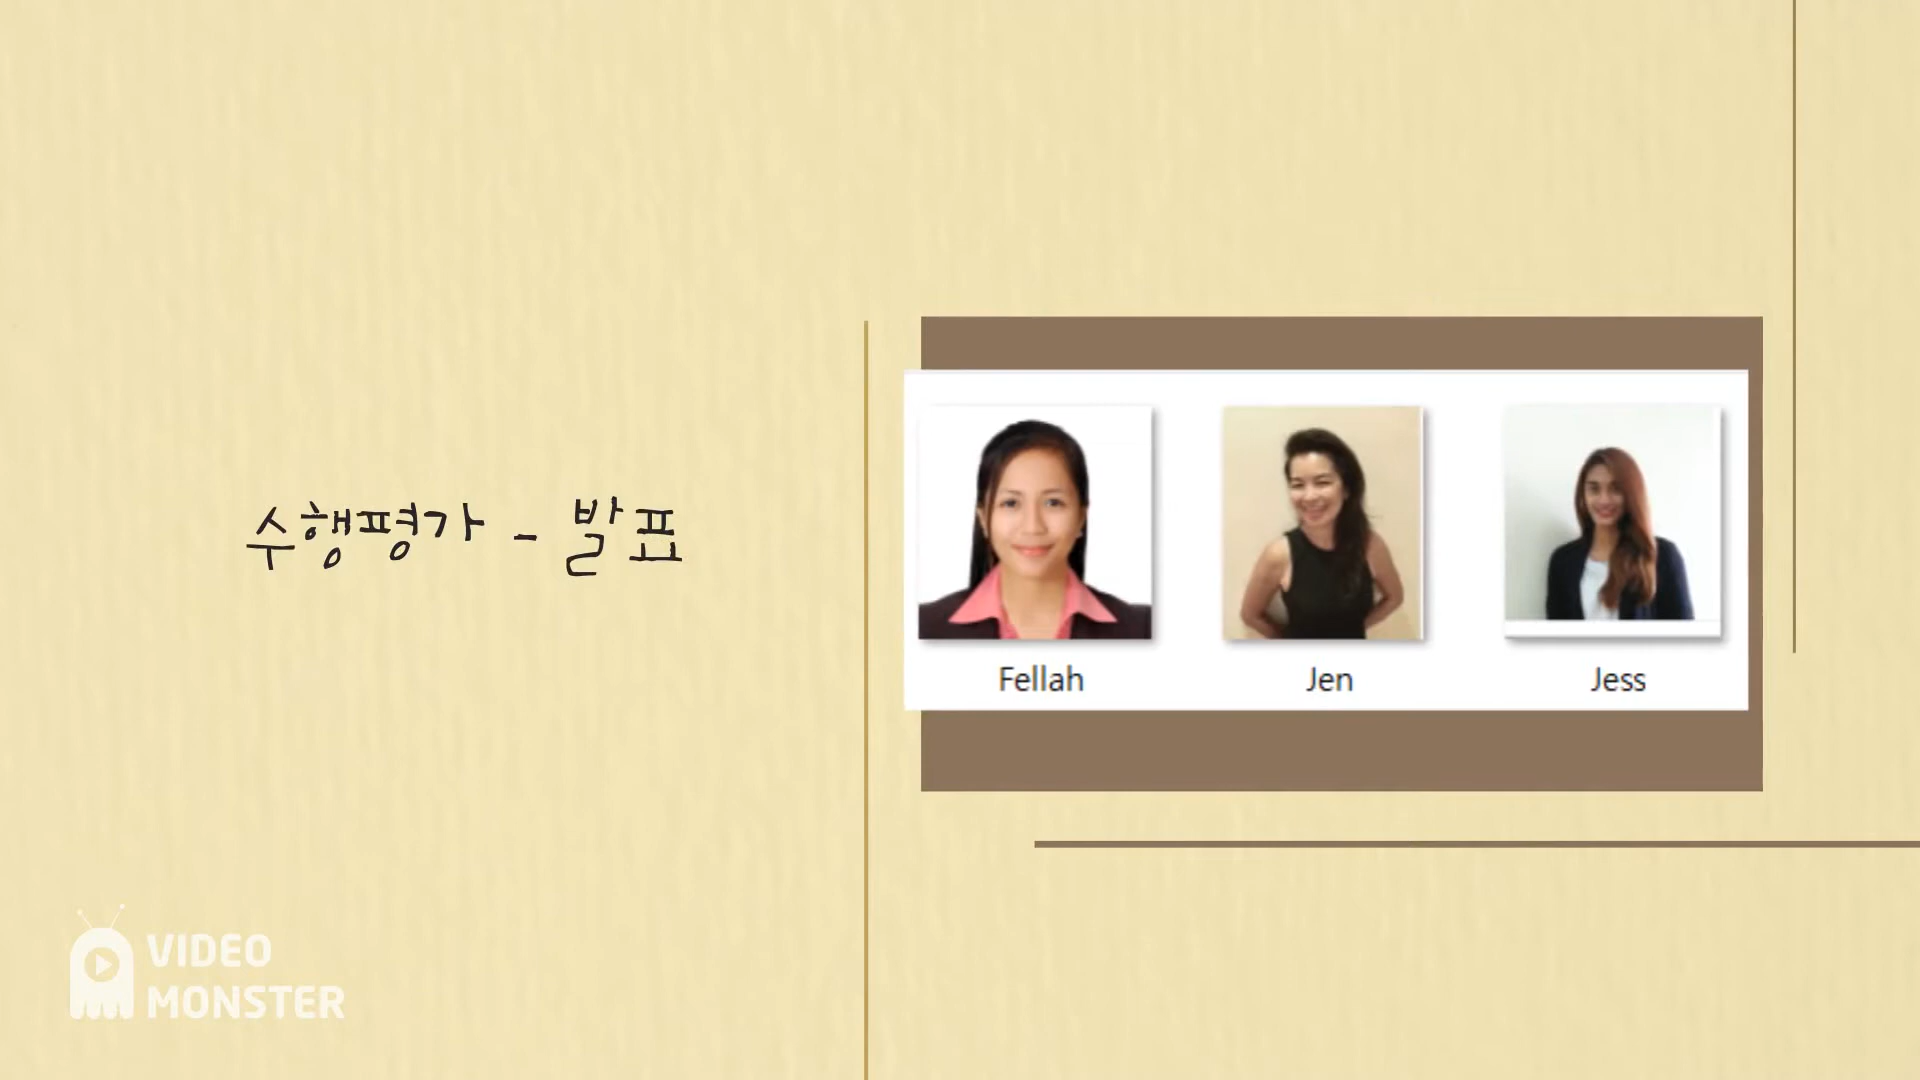 수행평가 - 발표
Fellah
Jen
Jess
VIDEO
MONSTER